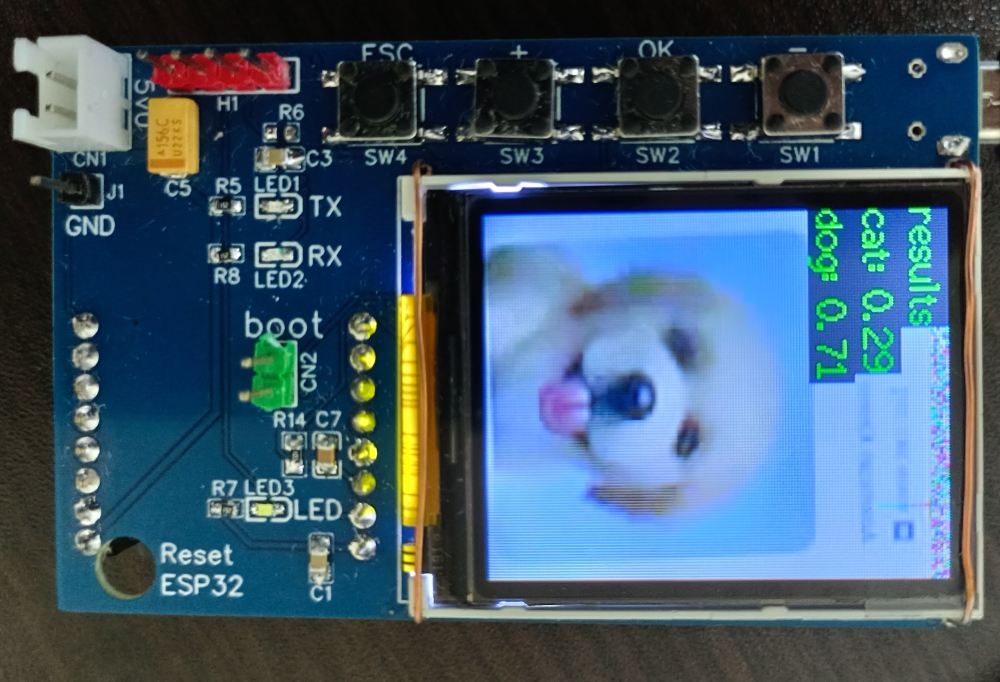 results
cat: 0.29
dog: 0.71
SW1
OK
SW2
+
SW3
ESC
SW4
R6
C3
LED1
TX
RX
LED2
boot
CN2
R14
C7
LED
LED3
C1
R5
R8
R7
H1
C5
A156C
5V0
CN1
J1
GND
Reset
ESP32